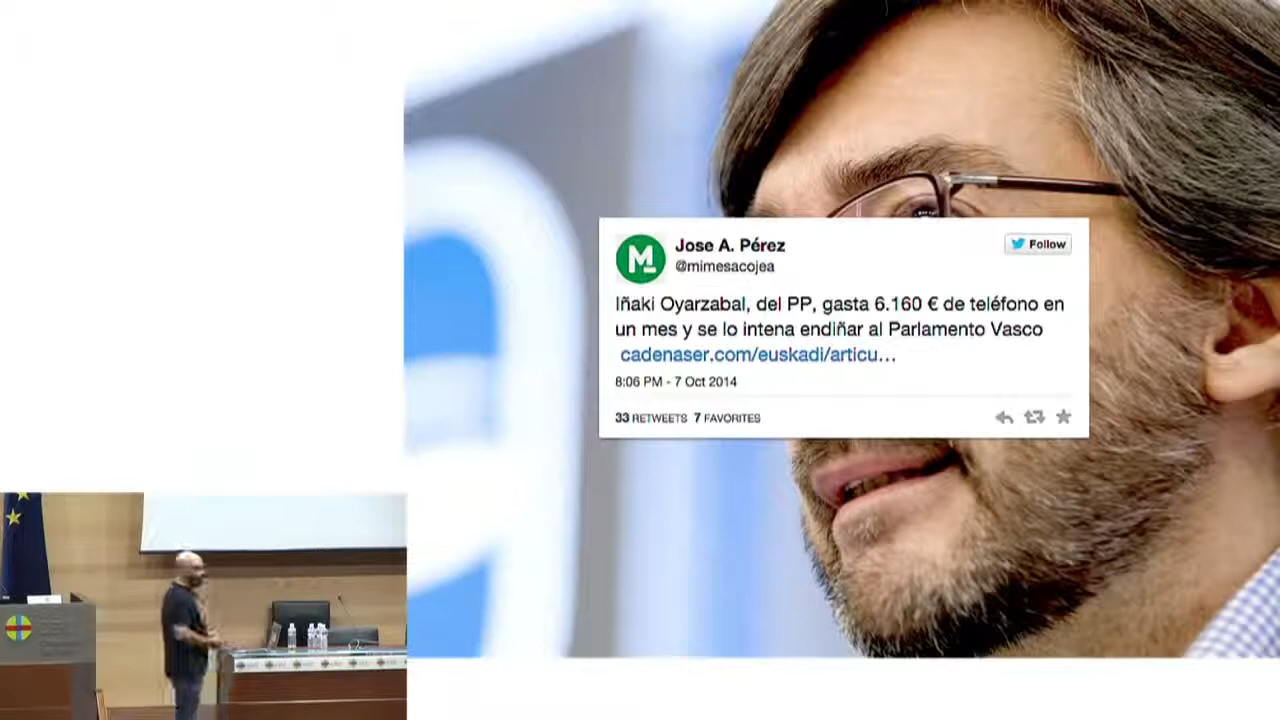 Jose A. Pérez
@mimesacojea
Follow
Iñaki Oyarzabal, del PP, gasta 6.160 € de teléfono en
un mes y se lo intena endiñar al Parlamento Vasco
cadenaser.com/euskadi/articu...
8:06 PM - 7 Oct 2014
33 RETWEETS 7 FAVORITES